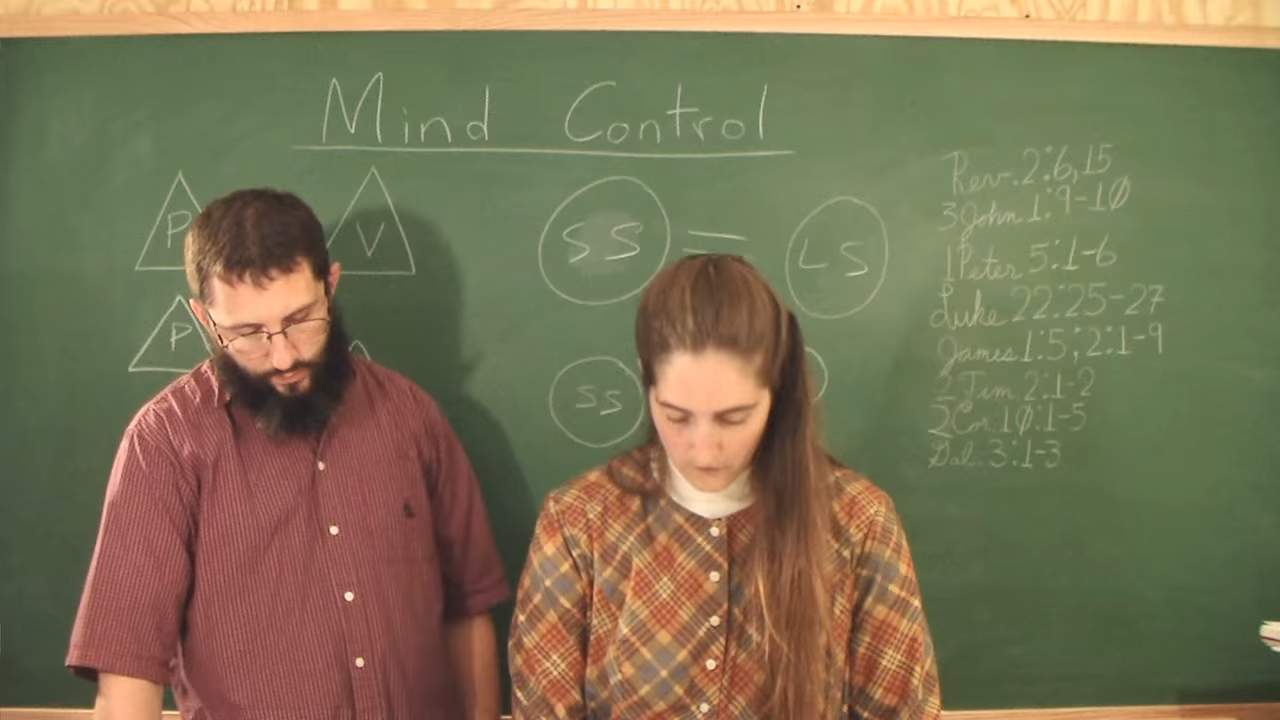 Mind Control
P V
SS = LS
P
SS
Rev. 2:6,15
3 John 1:9-10
1 Peter 5:1-6
Luke 22:25-27
James 1:5; 2:1-9
2 Tim. 2:1-2
2 Cor. 10:1-5
Gal. 3:1-3